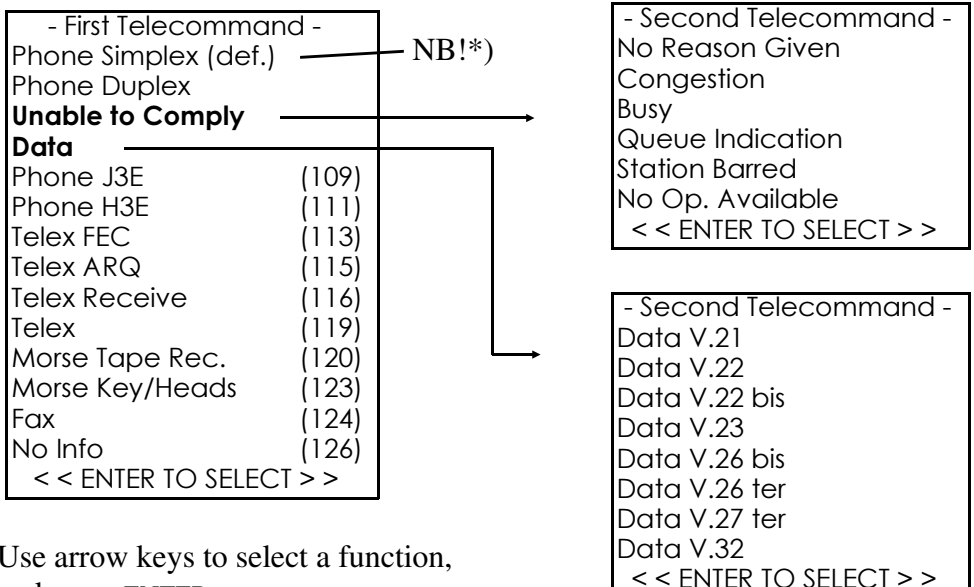 - First Telecommand -
Phone Simplex (def.)
NB!*)
Phone Duplex
Unable to Comply
Data
Phone J3E (109)
Phone H3E (111)
Telex FEC (113)
Telex ARQ (115)
Telex Receive (116)
Telex (119)
Morse Tape Rec. (120)
Morse Key/Heads (123)
Fax (124)
No Info (126)
< < ENTER TO SELECT > >
- Second Telecommand -
No Reason Given
Congestion
Busy
Queue Indication
Station Barred
No Op. Available
< < ENTER TO SELECT > >
- Second Telecommand -
Data V.21
Data V.22
Data V.22 bis
Data V.23
Data V.26 bis
Data V.26 ter
Data V.27 ter
Data V.32
< < ENTER TO SELECT > >
Use arrow keys to select a function,